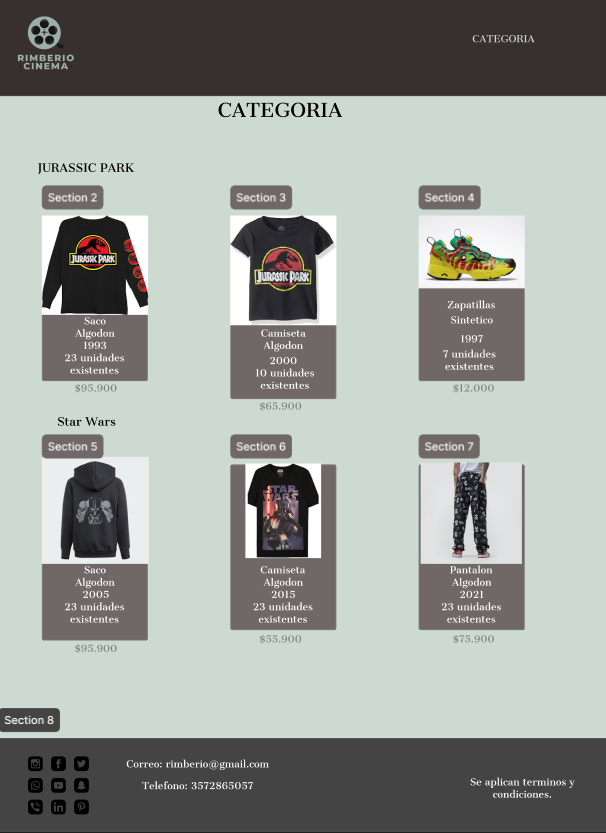 RIMBERIO
CINEMA
CATEGORIA
CATEGORIA
JURASSIC PARK
Section 2
Section 3
Section 4
JURASSIC PARK
JURASSIC PARK
Saco
Algodon
1993
23 unidades
existentes
$95.900
Camiseta
Algodon
2000
10 unidades
existentes
$65.900
Zapatillas
Sintetico
1997
7 unidades
existentes
$12.000
Star Wars
Section 5
Section 6
Section 7
STAR
WARS
Saco
Algodon
2005
23 unidades
existentes
$95.900
Camiseta
Algodon
2015
23 unidades
existentes
$55.900
Pantalon
Algodon
2021
23 unidades
existentes
$75.900
Section 8
Correo: rimberio@gmail.com
Telefono: 3572865057
Se aplican terminos y
condiciones.